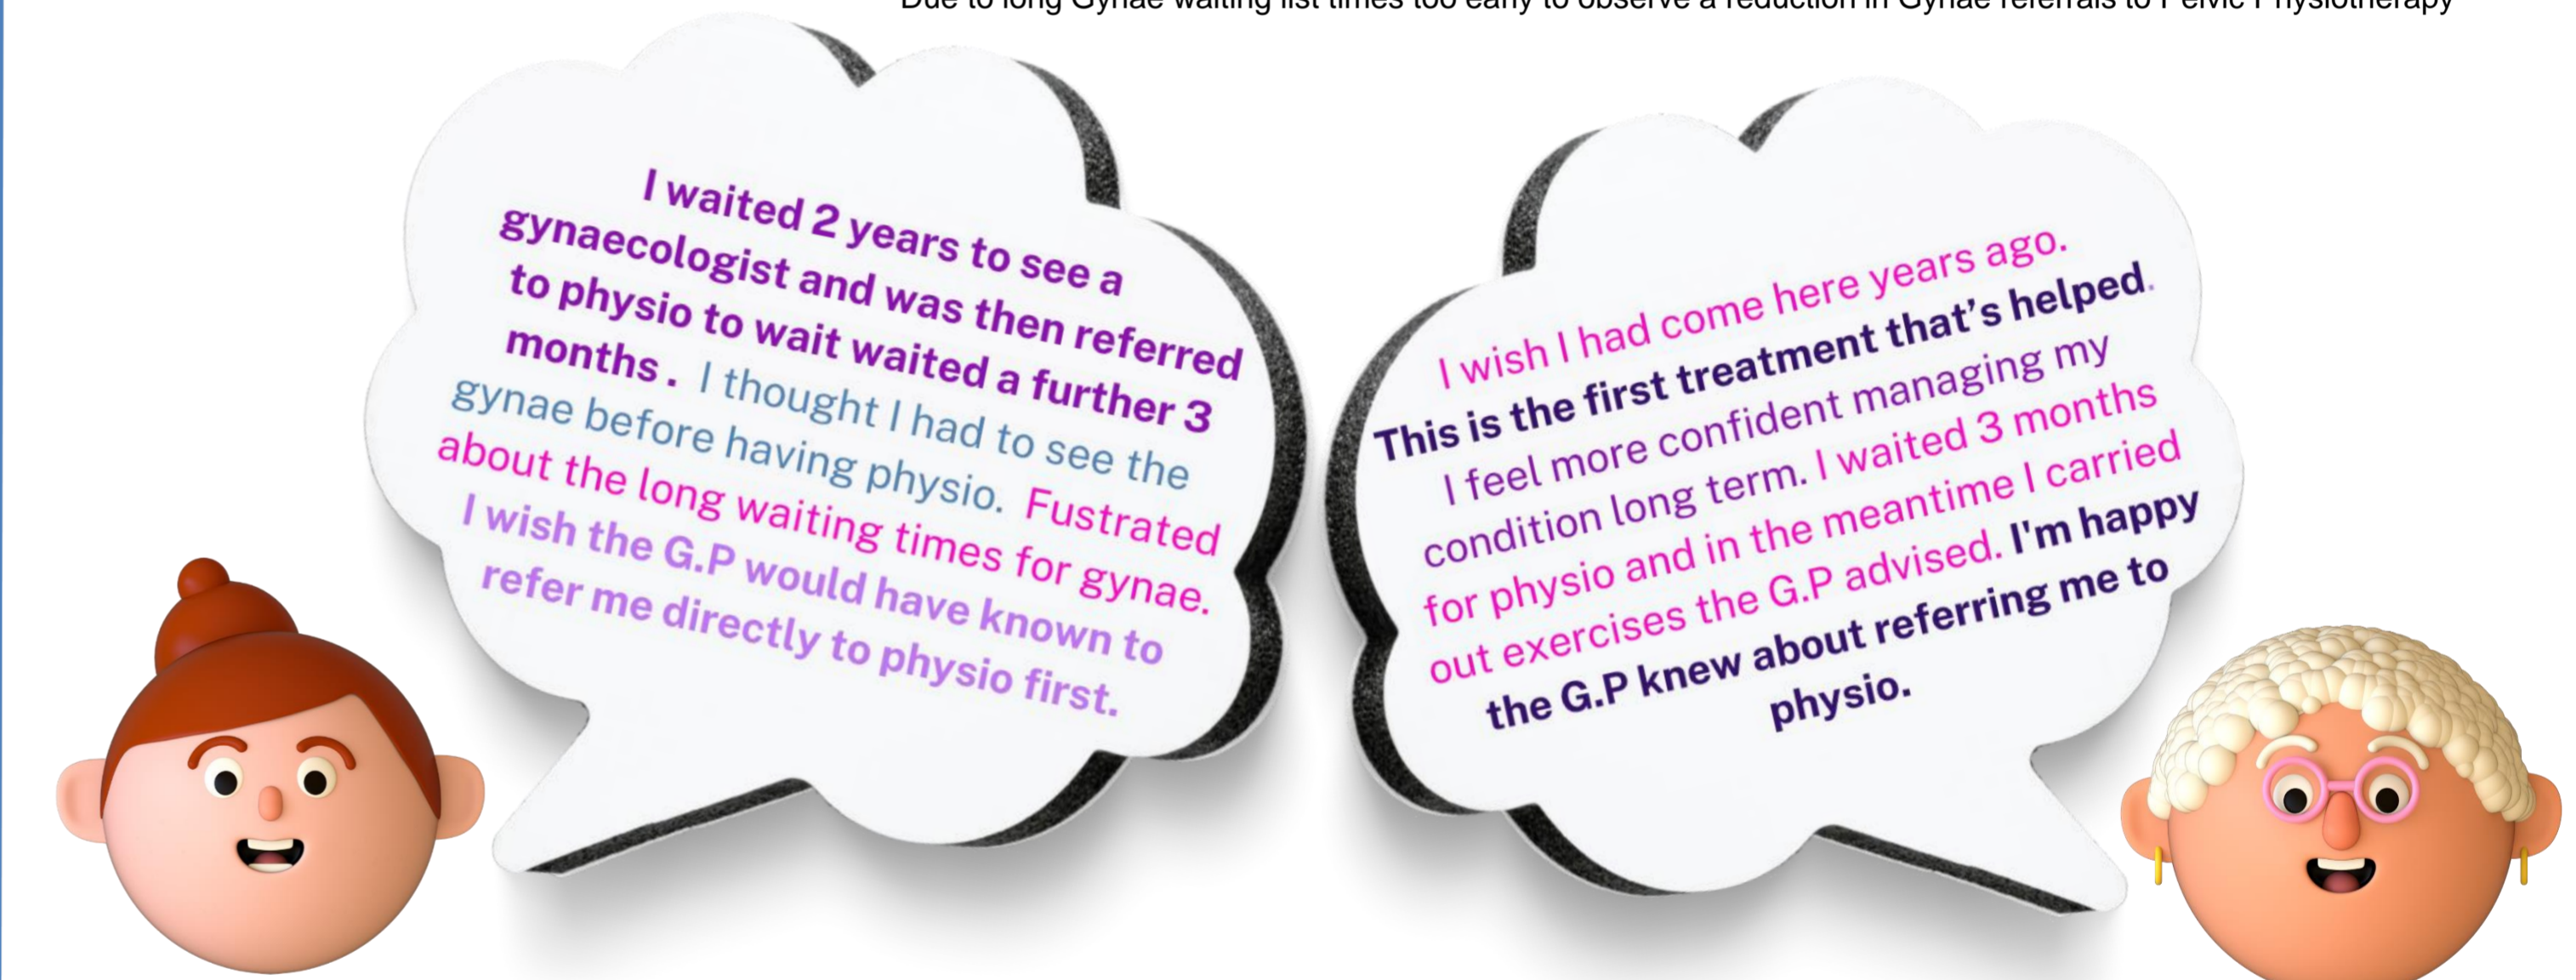 Due to long Gynae waiting list times too early to observe a reduction in Gynae referrals to Pelvic Physiotherapy
I waited 2 years to see a
gynaecologist and was then referred
to physio to wait waited a further 3
months . I thought I had to see the
gynae before having physio. Fustrated
about the long waiting times for gynae.
I wish the G.P would have known to
refer me directly to physio first.
I wish I had come here years ago.
This is the first treatment that's helped.
I feel more confident managing my
condition long term. I waited 3 months
for physio and in the meantime I carried
out exercises the G.P advised. I'm happy
the G.P knew about referring me to
physio.